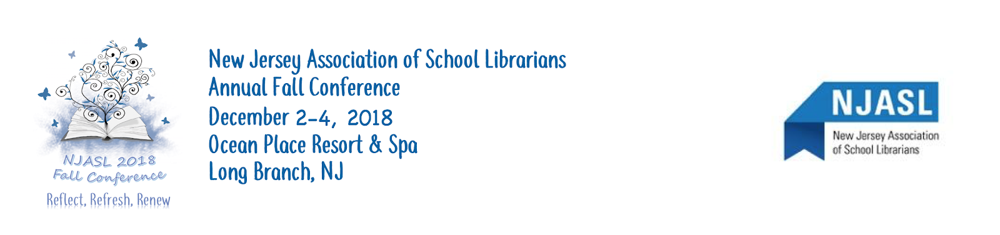 NJASL 2018
Fall Conference
Reflect, Refresh, Renew
New Jersey Association of School Librarians
Annual Fall Conference
December 2-4, 2018
Ocean Place Resort & Spa
Long Branch, NJ
NJASL
New Jersey Association
of School Librarians